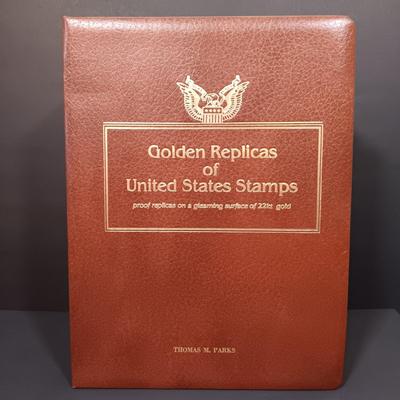 Golden Replicas
of
United States Stamps
proof replicas on a gleaming surface of 22kt gold
THOMAS M. PARKS